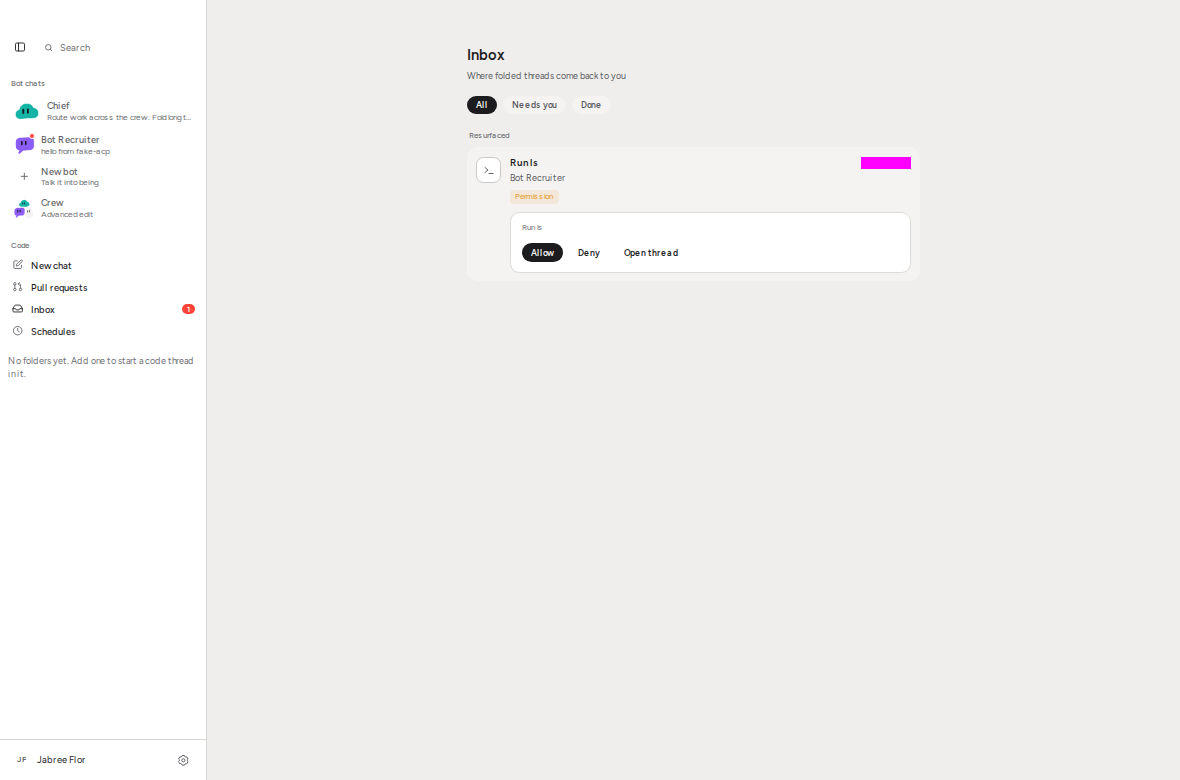 Search
Bot chats
Chief
Route work across the crew. Fold long t...
Bot Recruiter
hello from fake-acp
New bot
Talk it into being
Crew
Advanced edit
Code
New chat
Pull requests
Inbox
1
Schedules
No folders yet. Add one to start a code thread
in it.
JF
Jabree Flor
Inbox
Where folded threads come back to you
All
Needs you
Done
Resurfaced
Run ls
Bot Recruiter
Permission
Run ls
Allow
Deny
Open thread